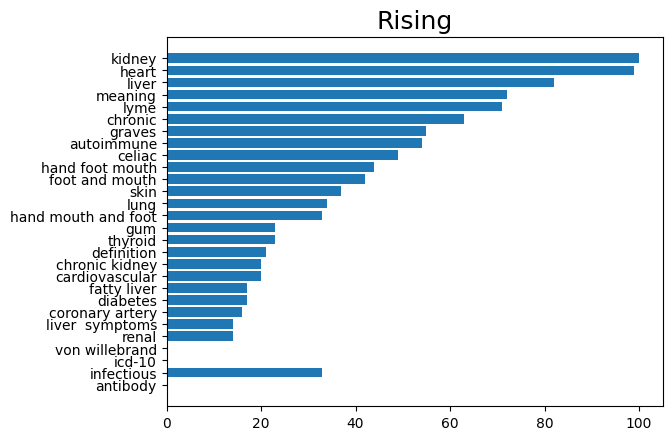 Rising
kidney
heart
liver
meaning
lyme
chronic
graves
autoimmune
celiac
hand foot mouth
foot and mouth
skin
lung
hand mouth and foot
gum
thyroid
definition
chronic kidney
cardiovascular
fatty liver
diabetes
coronary artery
liver  symptoms
renal
von willebrand
icd-10
infectious
antibody
0 20 40 60 80 100